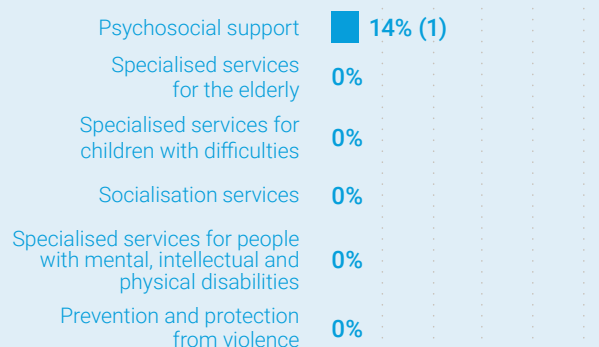 Psychosocial support 14% (1)
Specialised services
for the elderly 0%
Specialised services for
children with difficulties 0%
Socialisation services 0%
Specialised services for people
with mental, intellectual and
physical disabilities 0%
Prevention and protection
from violence 0%